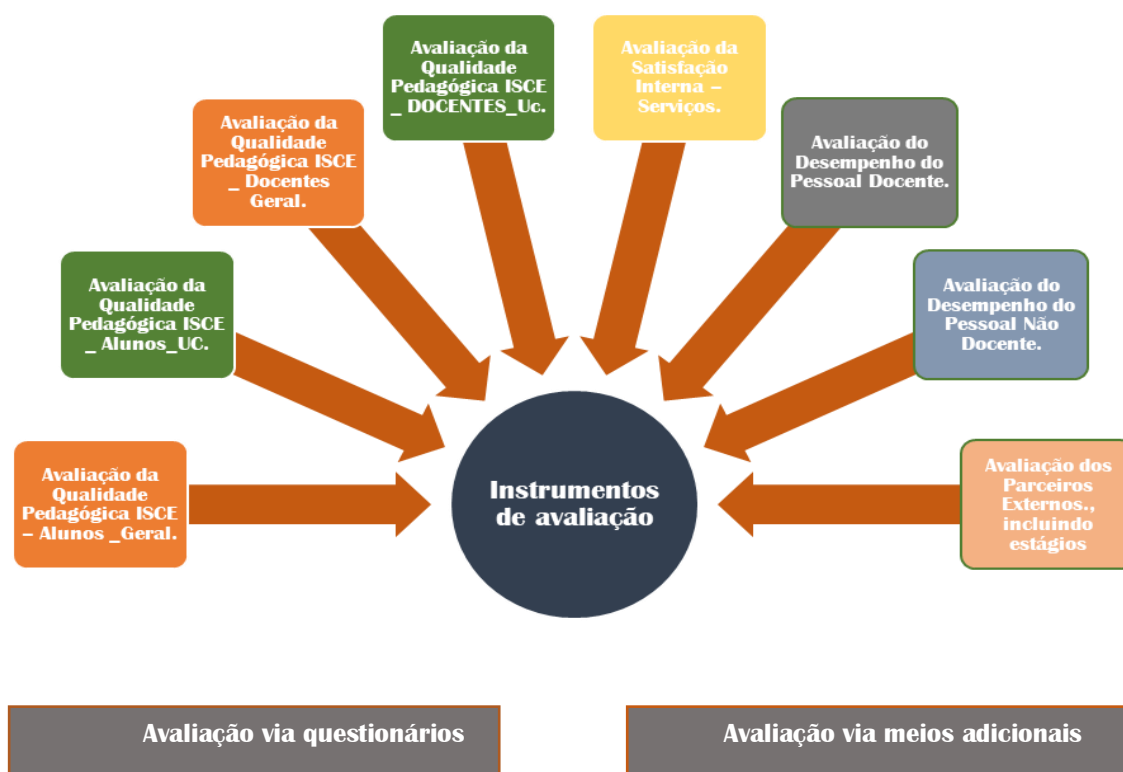 Avaliação da
Qualidade
Pedagógica ISCE
– Alunos _Geral.
Avaliação da
Qualidade
Pedagógica ISCE
_ Alunos_UC.
Avaliação da
Qualidade
Pedagógica ISCE
_ Docentes
Geral.
Avaliação da
Qualidade
Pedagógica ISCE
_ DOCENTES_Uc.
Avaliação da
Satisfação
Interna –
Serviços.
Avaliação do
Desempenho do
Pessoal Docente.
Avaliação do
Desempenho do
Pessoal Não
Docente.
Avaliação dos
Parceiros
Externos.,
incluindo
estágios
Instrumentos
de avaliação
Avaliação via questionários
Avaliação via meios adicionais